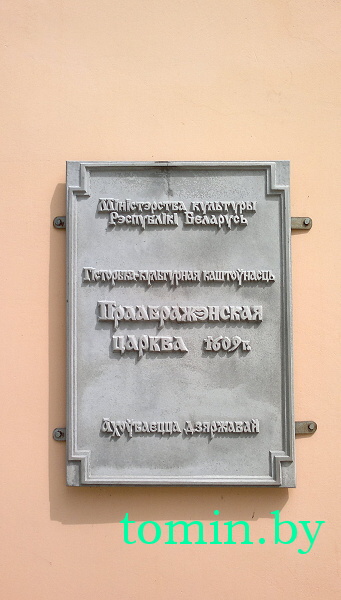 Міністэрства культуры
Рэспублікі Беларусь
Гісторыка-культурная каштоўнасць
Праабражэнская
царква 1609 г.
Ахоўваецца дзяржавай
tomin.by